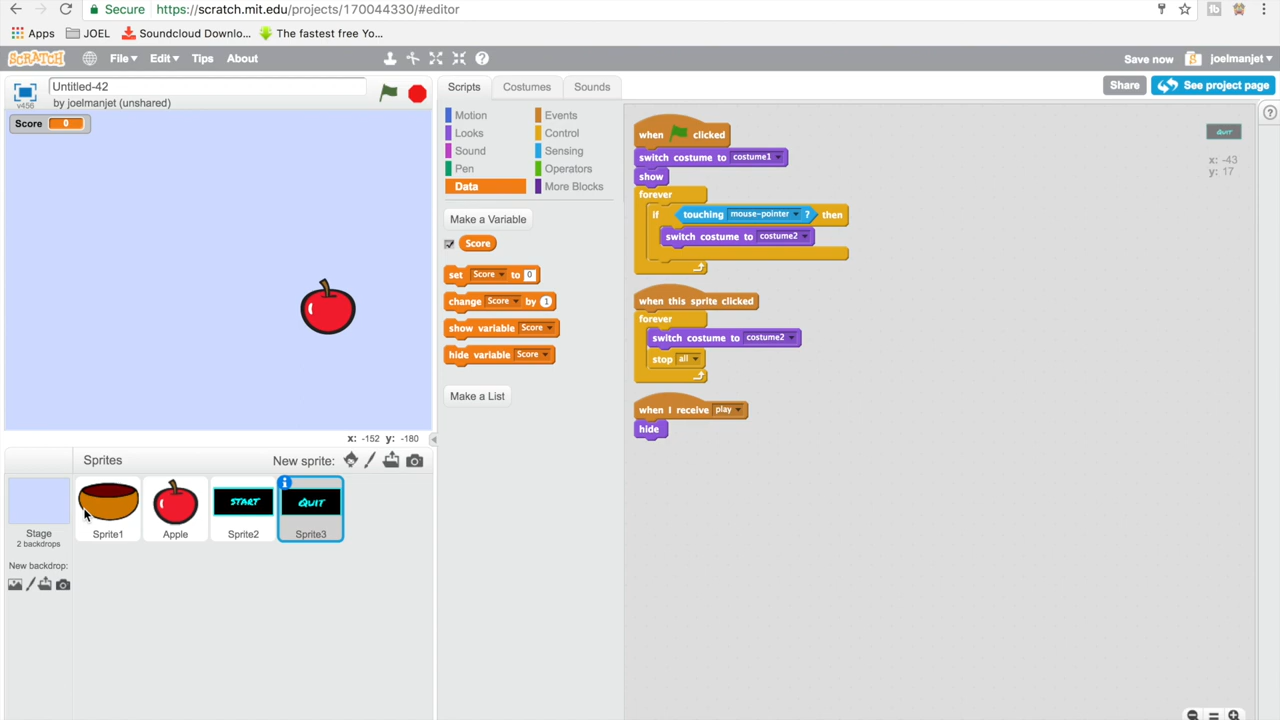 Secure https://scratch.mit.edu/projects/170044330/#editor
Apps JOEL Soundcloud Downlo... The fastest free Yo...
SCRATCH File Edit Tips About Save now joelmanjet
Untitled-42
by joelmanjet (unshared)
v456
Scripts Costumes Sounds
Share See project page
Score 0
Motion Events
Looks Control
Sound Sensing
Pen Operators
Data More Blocks
Make a Variable
Score
set Score to 0
change Score by 1
show variable Score
hide variable Score
Make a List
when clicked
switch costume to costume1
show
forever
if touching mouse-pointer ? then
switch costume to costume2
when this sprite clicked
forever
switch costume to costume2
stop all
when I receive play
hide
QUIT
x: -43
y: 17
x: -152 y: -180
Sprites New sprite:
START QUIT
Stage Sprite1 Apple Sprite2 Sprite3
2 backdrops
New backdrop: